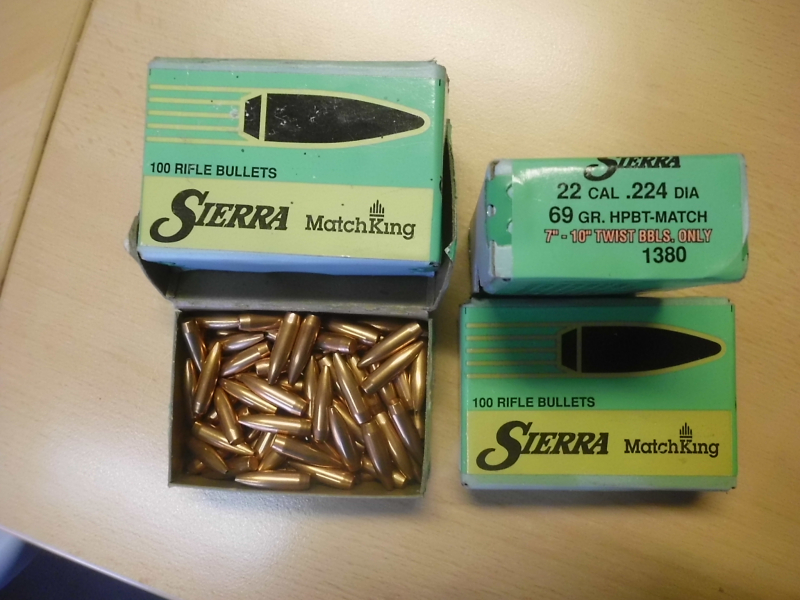 100 RIFLE BULLETS
SIERRA MatchKing
SIERRA
22 CAL .224 DIA
69 GR. HPBT-MATCH
7" - 10" TWIST BBLS. ONLY
1380
100 RIFLE BULLETS
SIERRA MatchKing